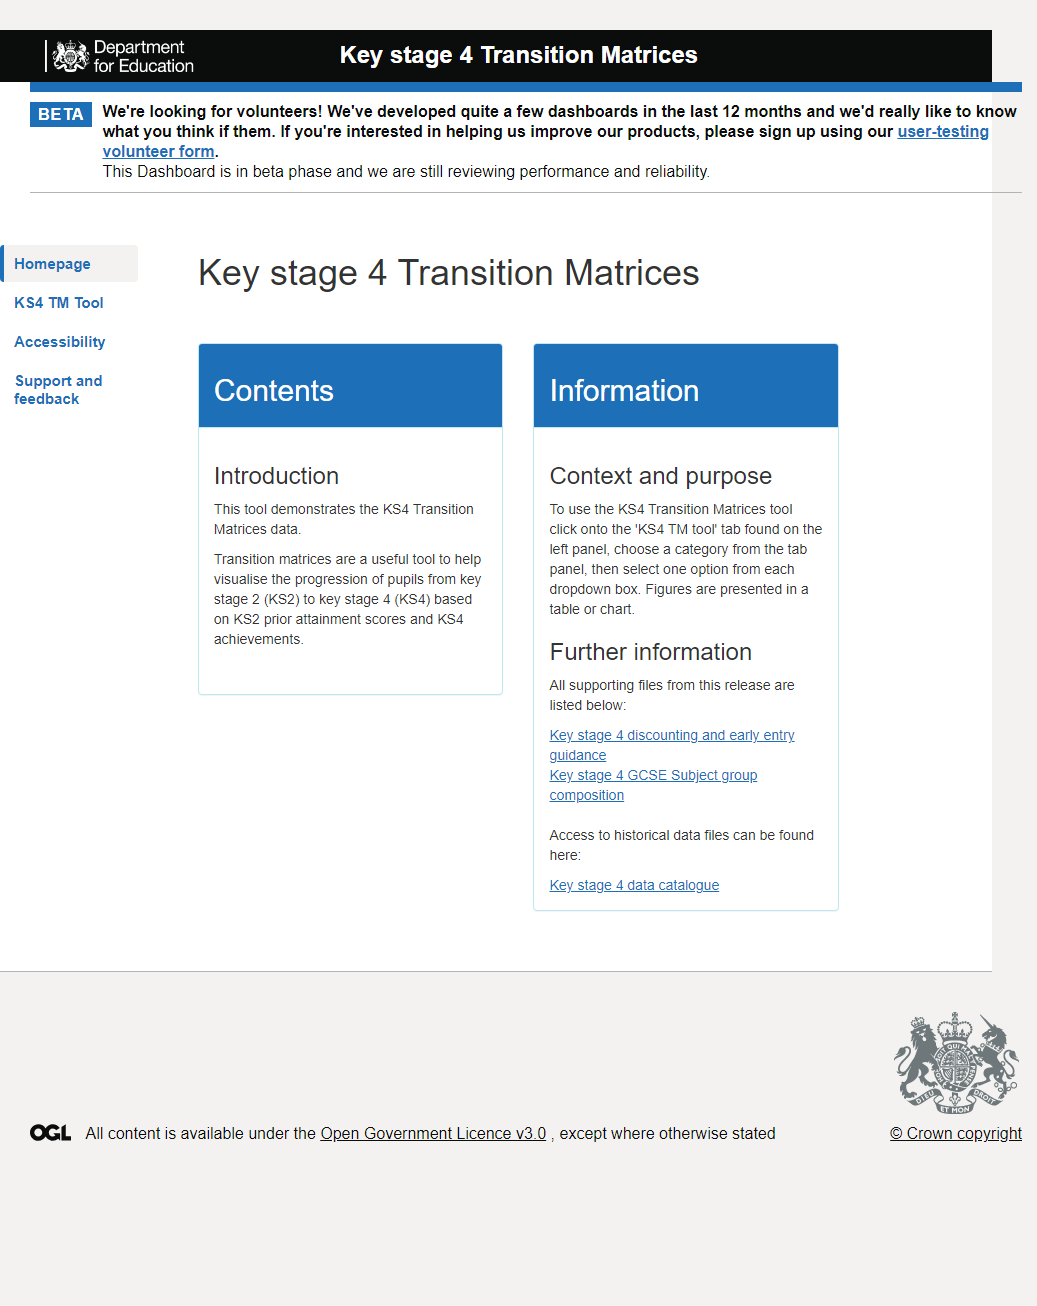 Department
for Education
Key stage 4 Transition Matrices
BETA
We're looking for volunteers! We've developed quite a few dashboards in the last 12 months and we'd really like to know
what you think if them. If you're interested in helping us improve our products, please sign up using our user-testing
volunteer form.
This Dashboard is in beta phase and we are still reviewing performance and reliability.
Homepage
KS4 TM Tool
Accessibility
Support and
feedback
Key stage 4 Transition Matrices
Contents
Introduction
This tool demonstrates the KS4 Transition
Matrices data.
Transition matrices are a useful tool to help
visualise the progression of pupils from key
stage 2 (KS2) to key stage 4 (KS4) based
on KS2 prior attainment scores and KS4
achievements.
Information
Context and purpose
To use the KS4 Transition Matrices tool
click onto the 'KS4 TM tool' tab found on the
left panel, choose a category from the tab
panel, then select one option from each
dropdown box. Figures are presented in a
table or chart.
Further information
All supporting files from this release are
listed below:
Key stage 4 discounting and early entry
guidance
Key stage 4 GCSE Subject group
composition
Access to historical data files can be found
here:
Key stage 4 data catalogue
DIEU ET MON DROIT
OGL
All content is available under the Open Government Licence v3.0 , except where otherwise stated
© Crown copyright